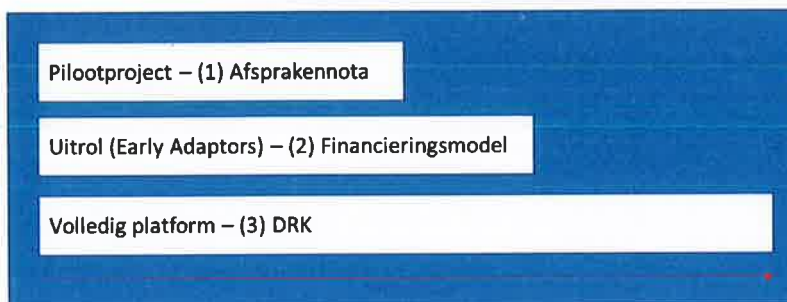 Pilootproject – (1) Afsprakennota
Uitrol (Early Adaptors) – (2) Financieringsmodel
Volledig platform – (3) DRK